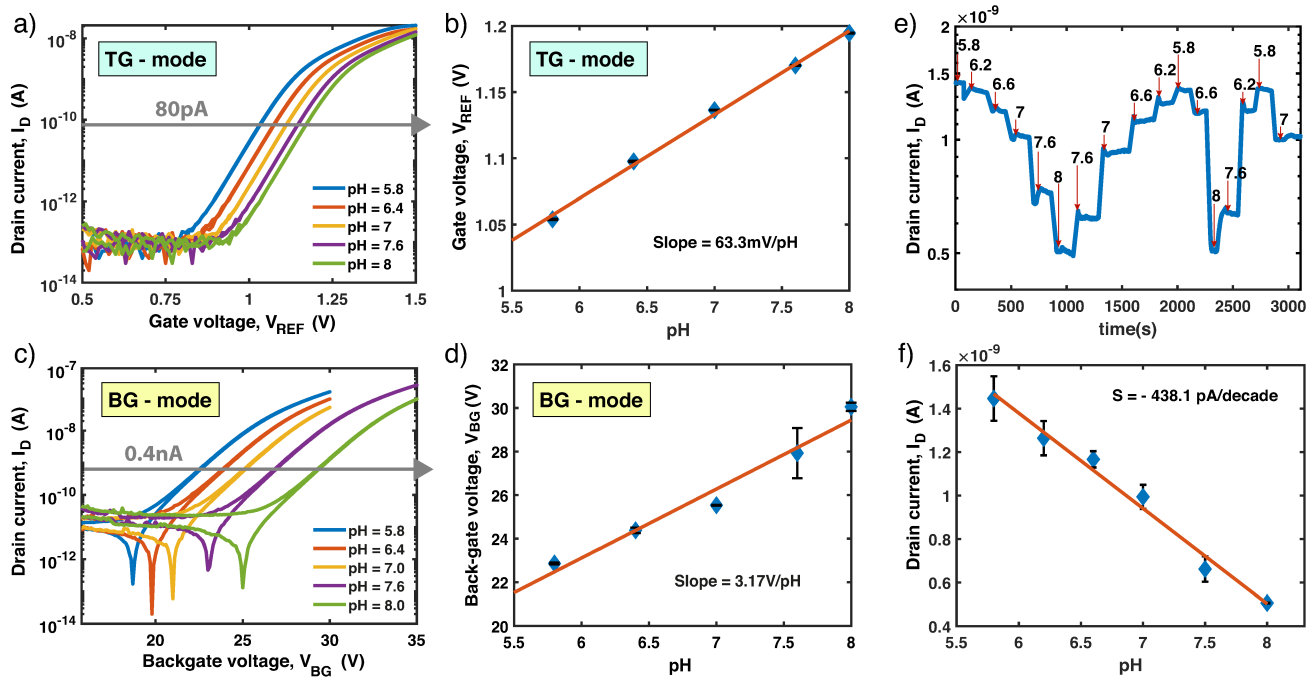 a)
TG - mode
80pA
pH = 5.8
pH = 6.4
pH = 7
pH = 7.6
pH = 8
10⁻⁸
10⁻¹⁰
10⁻¹²
10⁻¹⁴
Drain current, I_D (A)
0.5 0.75 1 1.25 1.5
Gate voltage, V_REF (V)
b)
TG - mode
Slope = 63.3mV/pH
1.2
1.15
1.1
1.05
1
Gate voltage, V_REF (V)
5.5 6 6.5 7 7.5 8
pH
e)
×10⁻⁹
2
1.5
1
0.5
Drain current, I_D (A)
5.8 6.2 6.6 7 7.6 8 7.6 7 6.6 6.2 5.8 6.6 8 7.6 6.2 5.8 7
0 500 1000 1500 2000 2500 3000
time(s)
c)
BG - mode
0.4nA
pH = 5.8
pH = 6.4
pH = 7.0
pH = 7.6
pH = 8.0
10⁻⁷
10⁻⁸
10⁻¹⁰
10⁻¹²
10⁻¹⁴
Drain current, I_D (A)
20 25 30 35
Backgate voltage, V_BG (V)
d)
BG - mode
Slope = 3.17V/pH
32
30
28
26
24
22
20
Back-gate voltage, V_BG (V)
5.5 6 6.5 7 7.5 8
pH
f)
×10⁻⁹
S = - 438.1 pA/decade
1.6
1.4
1.2
1
0.8
0.6
0.4
Drain current, I_D (A)
5.5 6 6.5 7 7.5 8
pH